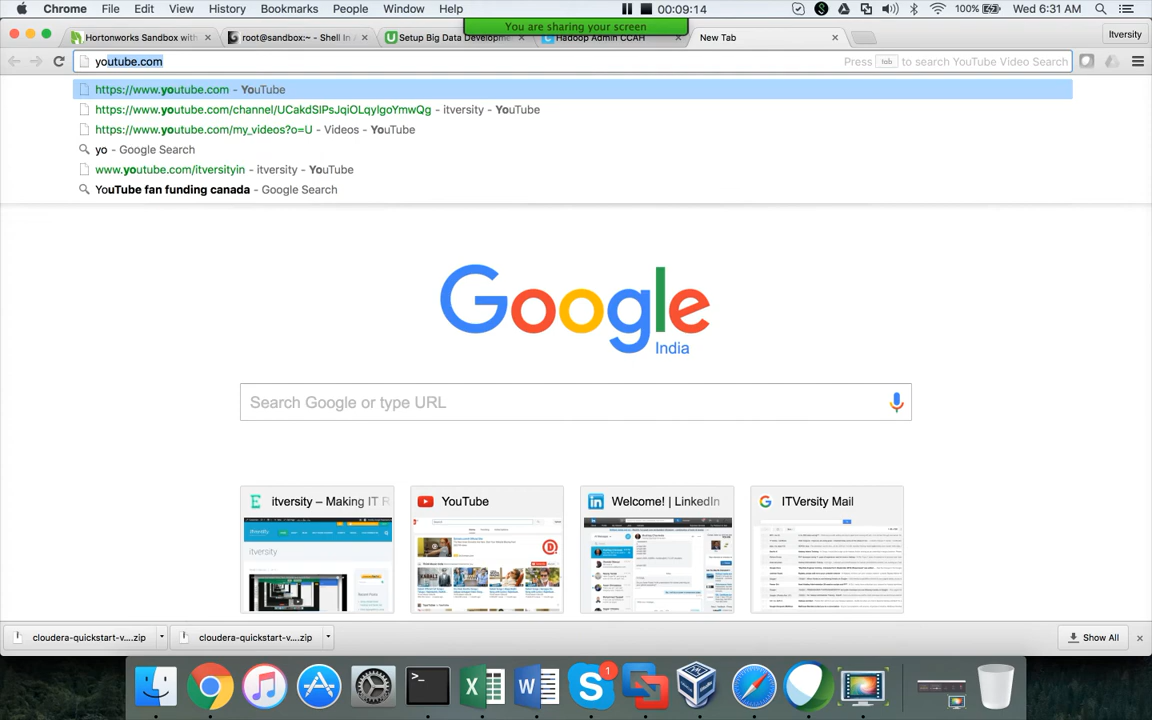 Chrome File Edit View History Bookmarks People Window Help
00:09:14
100% Wed 6:31 AM
You are sharing your screen
Hortonworks Sandbox with
root@sandbox:~ - Shell In
Setup Big Data Developme
Hadoop Admin CCAH
New Tab
Itversity
youtube.com
Press tab to search YouTube Video Search
https://www.youtube.com - YouTube
https://www.youtube.com/channel/UCakdSIPsJqiOLqylgoYmwQg - itversity - YouTube
https://www.youtube.com/my_videos?o=U - Videos - YouTube
yo - Google Search
www.youtube.com/itversityin - itversity - YouTube
YouTube fan funding canada - Google Search
Google
India
Search Google or type URL
itversity – Making IT R
YouTube
Welcome! | LinkedIn
ITVersity Mail
itversity
cloudera-quickstart-v....zip
cloudera-quickstart-v....zip
Show All
1